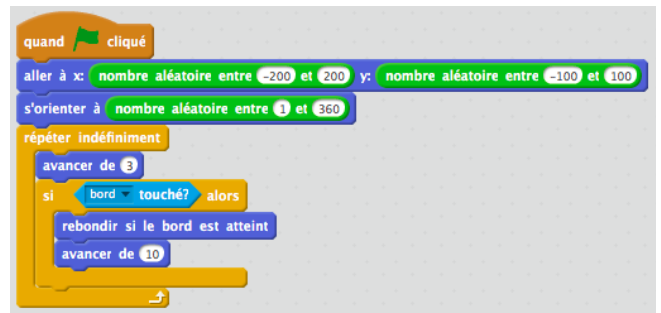 quand cliqué
aller à x: nombre aléatoire entre -200 et 200 y: nombre aléatoire entre -100 et 100
s'orienter à nombre aléatoire entre 1 et 360
répéter indéfiniment
avancer de 3
si bord touché? alors
rebondir si le bord est atteint
avancer de 10